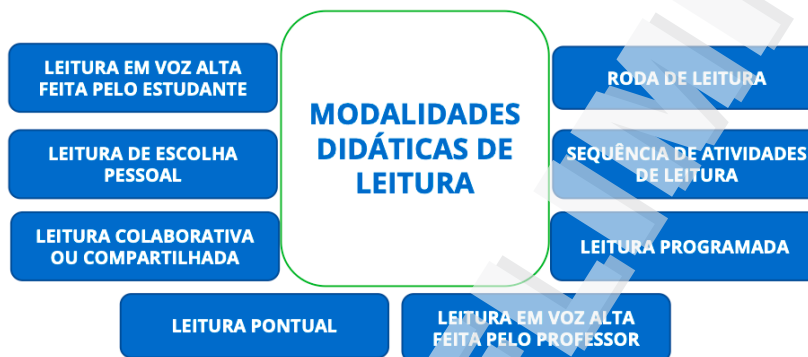 LEITURA EM VOZ ALTA
FEITA PELO ESTUDANTE
LEITURA DE ESCOLHA
PESSOAL
LEITURA COLABORATIVA
OU COMPARTILHADA
MODALIDADES
DIDÁTICAS DE
LEITURA
RODA DE LEITURA
SEQUÊNCIA DE ATIVIDADES
DE LEITURA
LEITURA PROGRAMADA
LEITURA PONTUAL
LEITURA EM VOZ ALTA
FEITA PELO PROFESSOR